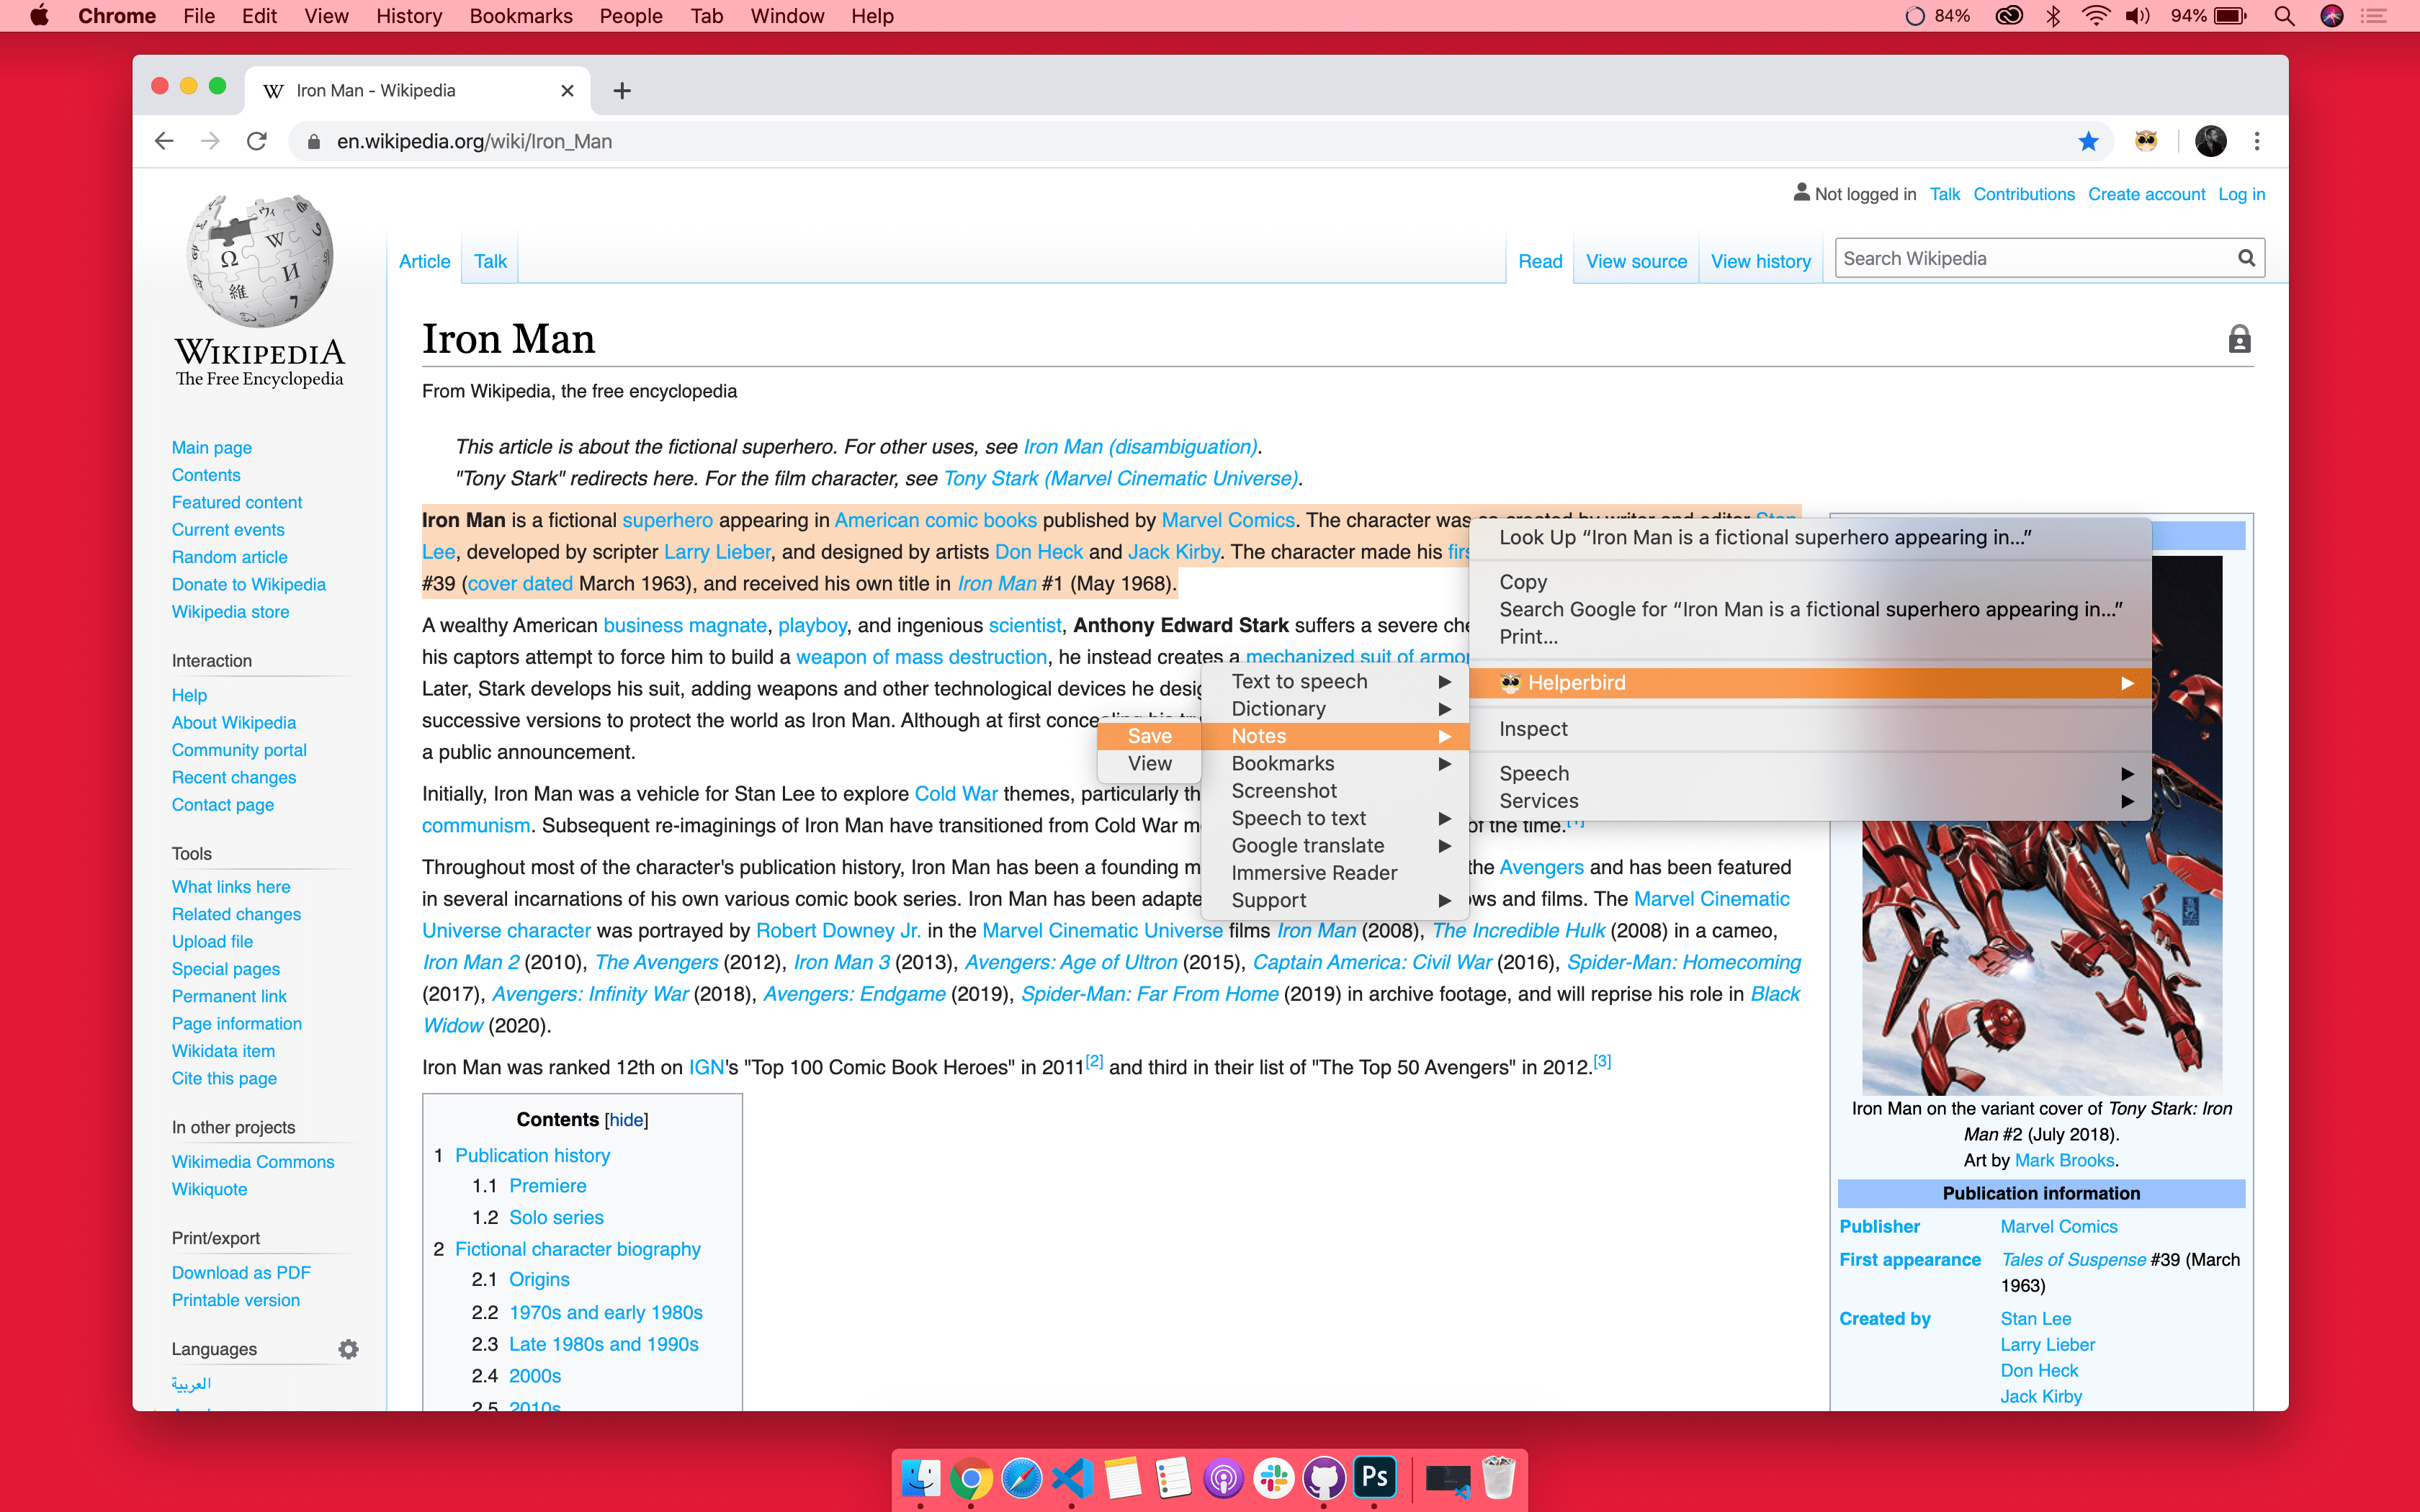 Chrome File Edit View History Bookmarks People Tab Window Help
84% 94%
W Iron Man - Wikipedia
en.wikipedia.org/wiki/Iron_Man
Not logged in Talk Contributions Create account Log in
Article Talk
Read View source View history
Search Wikipedia
WIKIPEDIA
The Free Encyclopedia
Main page
Contents
Featured content
Current events
Random article
Donate to Wikipedia
Wikipedia store
Interaction
Help
About Wikipedia
Community portal
Recent changes
Contact page
Tools
What links here
Related changes
Upload file
Special pages
Permanent link
Page information
Wikidata item
Cite this page
In other projects
Wikimedia Commons
Wikiquote
Print/export
Download as PDF
Printable version
Languages
العربية
Iron Man
From Wikipedia, the free encyclopedia
This article is about the fictional superhero. For other uses, see Iron Man (disambiguation).
"Tony Stark" redirects here. For the film character, see Tony Stark (Marvel Cinematic Universe).
Iron Man is a fictional superhero appearing in American comic books published by Marvel Comics. The character was co-created by writer and editor Stan
Lee, developed by scripter Larry Lieber, and designed by artists Don Heck and Jack Kirby. The character made his
#39 (cover dated March 1963), and received his own title in Iron Man #1 (May 1968).
A wealthy American business magnate, playboy, and ingenious scientist, Anthony Edward Stark suffers a severe
his captors attempt to force him to build a weapon of mass destruction, he instead creates a mechanized suit of armor
Later, Stark develops his suit, adding weapons and other technological devices he
successive versions to protect the world as Iron Man. Although at first
a public announcement.
Initially, Iron Man was a vehicle for Stan Lee to explore Cold War themes, particularly
communism. Subsequent re-imaginings of Iron Man have transitioned from Cold War of the time.[1]
Throughout most of the character's publication history, Iron Man has been a founding the Avengers and has been featured
in several incarnations of his own various comic book series. Iron Man has been and films. The Marvel Cinematic
Universe character was portrayed by Robert Downey Jr. in the Marvel Cinematic Universe films Iron Man (2008), The Incredible Hulk (2008) in a cameo,
Iron Man 2 (2010), The Avengers (2012), Iron Man 3 (2013), Avengers: Age of Ultron (2015), Captain America: Civil War (2016), Spider-Man: Homecoming
(2017), Avengers: Infinity War (2018), Avengers: Endgame (2019), Spider-Man: Far From Home (2019) in archive footage, and will reprise his role in Black
Widow (2020).
Iron Man was ranked 12th on IGN's "Top 100 Comic Book Heroes" in 2011[2] and third in their list of "The Top 50 Avengers" in 2012.[3]
Contents [hide]
1 Publication history
1.1 Premiere
1.2 Solo series
2 Fictional character biography
2.1 Origins
2.2 1970s and early 1980s
2.3 Late 1980s and 1990s
2.4 2000s
2.5 2010s
Look Up “Iron Man is a fictional superhero appearing in...”
Copy
Search Google for “Iron Man is a fictional superhero appearing in...”
Print...
Helperbird
Inspect
Speech
Services
Text to speech
Dictionary
Notes
Bookmarks
Screenshot
Speech to text
Google translate
Immersive Reader
Support
Save
View
Iron Man on the variant cover of Tony Stark: Iron
Man #2 (July 2018).
Art by Mark Brooks.
Publication information
Publisher Marvel Comics
First appearance Tales of Suspense #39 (March
1963)
Created by Stan Lee
Larry Lieber
Don Heck
Jack Kirby
Ps